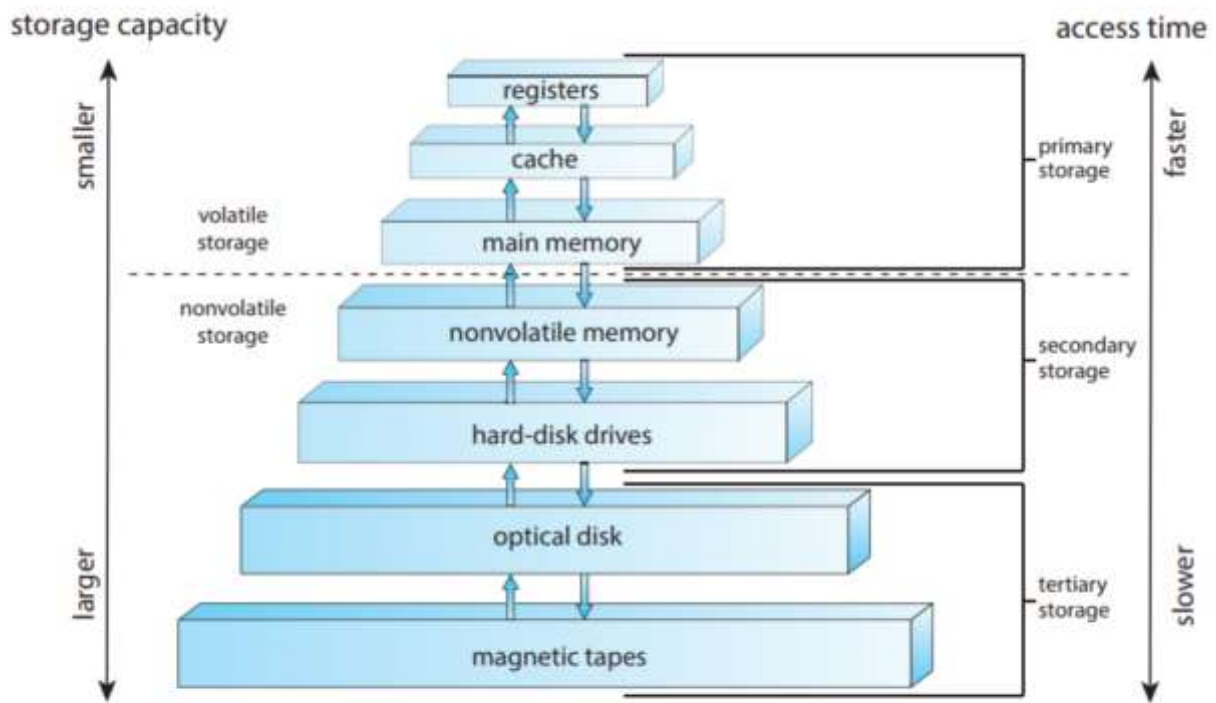 storage capacity
access time
smaller
larger
faster
slower
registers
cache
main memory
nonvolatile memory
hard-disk drives
optical disk
magnetic tapes
volatile
storage
nonvolatile
storage
primary
storage
secondary
storage
tertiary
storage